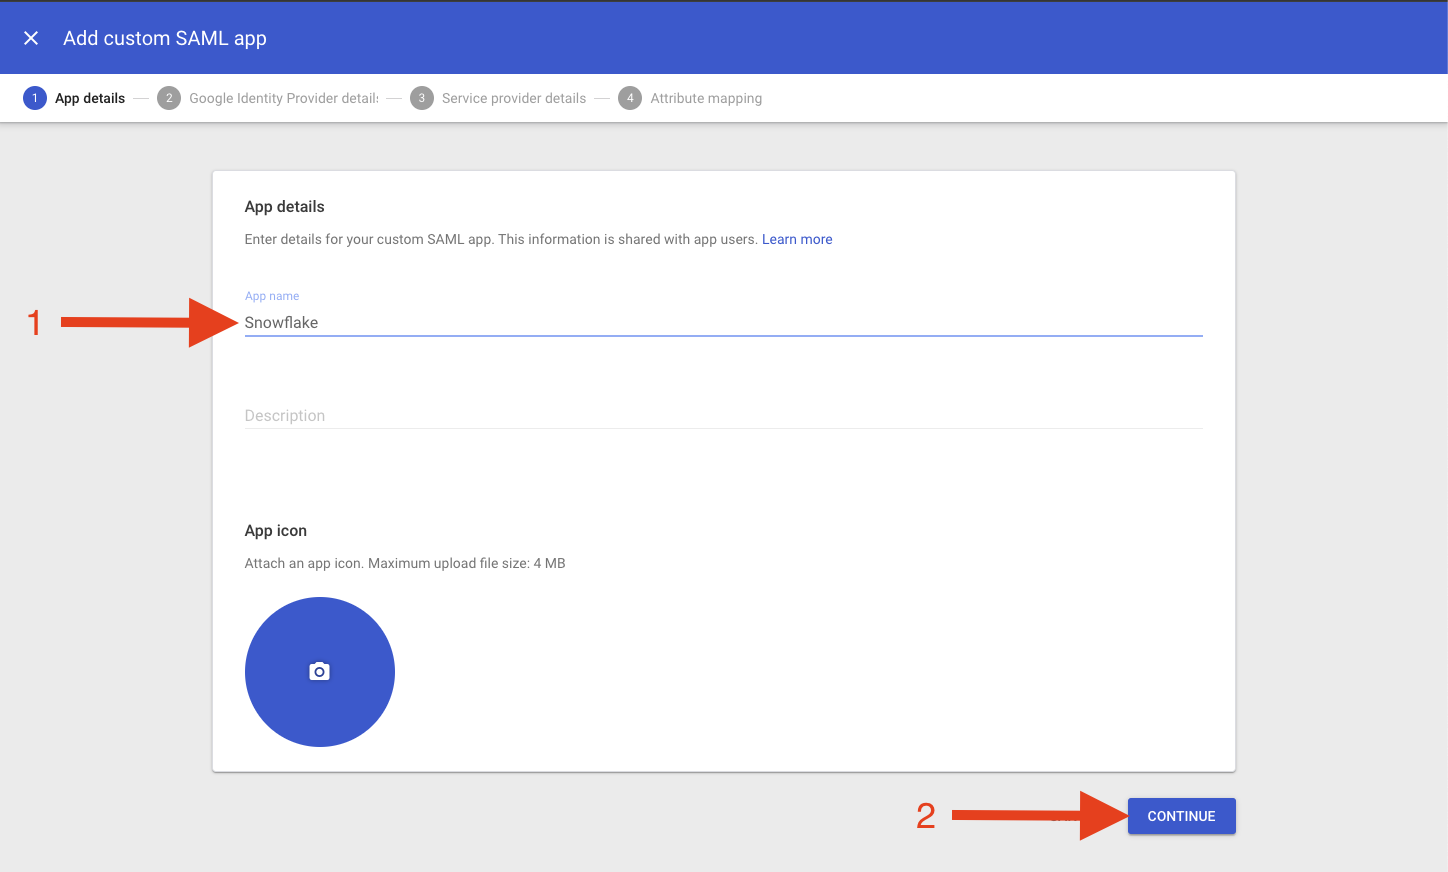 Add custom SAML app
1 App details 2 Google Identity Provider details 3 Service provider details 4 Attribute mapping
App details
Enter details for your custom SAML app. This information is shared with app users. Learn more
App name
1
Snowflake
Description
App icon
Attach an app icon. Maximum upload file size: 4 MB
2
CONTINUE